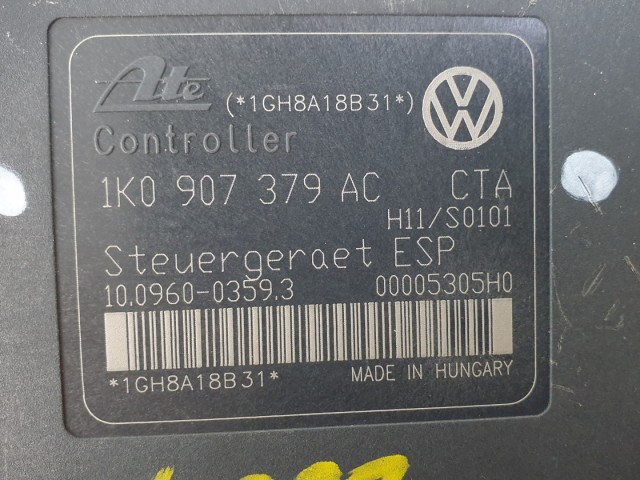 Ate (*1GH8A18B31*)
Controller
1K0 907 379 AC CTA
H11/S0101
Steuergeraet ESP
10.0960-0359.3 00005305H0
*1GH8A18B31* MADE IN HUNGARY